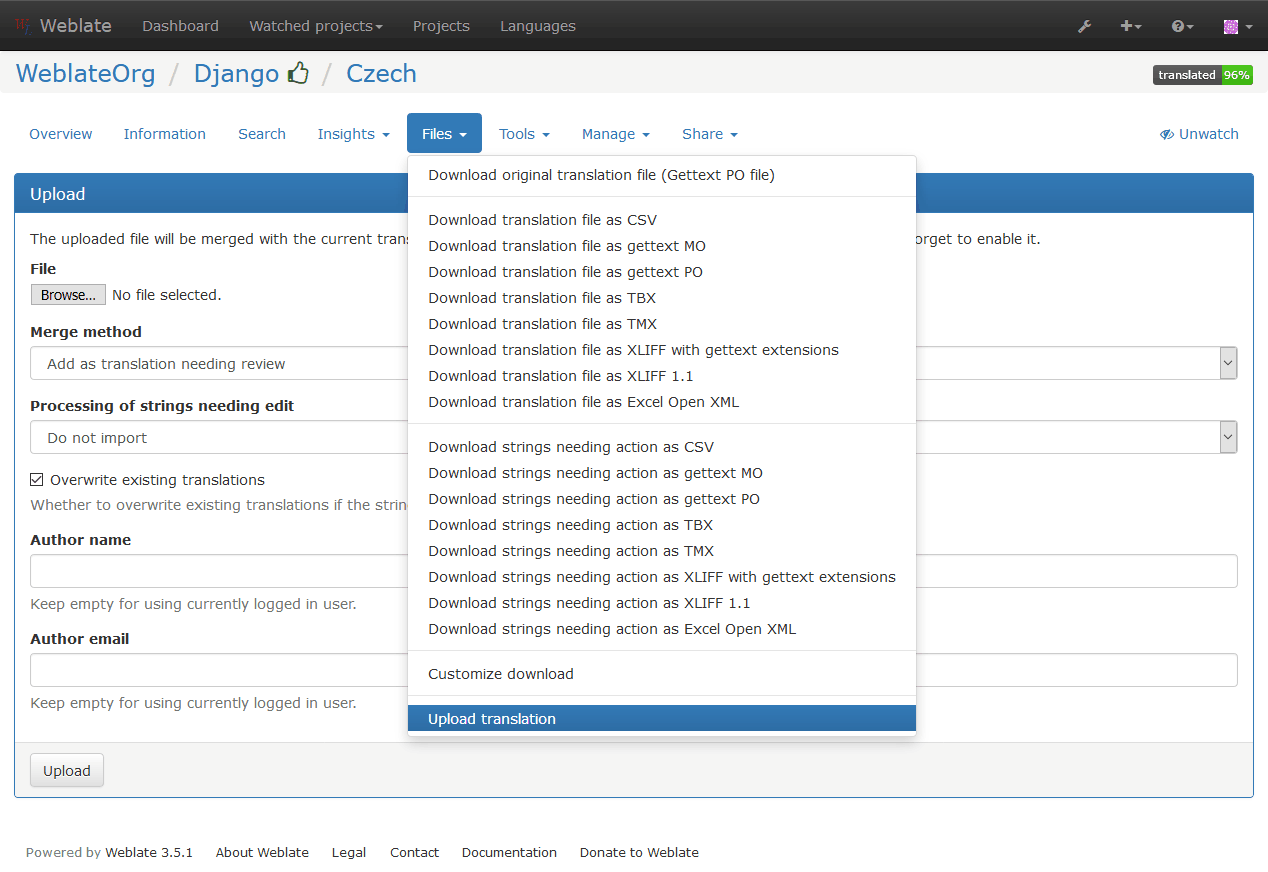 Weblate Dashboard Watched projects Projects Languages
WeblateOrg / Django / Czech
translated 96%
Overview Information Search Insights Files Tools Manage Share Unwatch
Download original translation file (Gettext PO file)
Download translation file as CSV
Download translation file as gettext MO
Download translation file as gettext PO
Download translation file as TBX
Download translation file as TMX
Download translation file as XLIFF with gettext extensions
Download translation file as XLIFF 1.1
Download translation file as Excel Open XML
Download strings needing action as CSV
Download strings needing action as gettext MO
Download strings needing action as gettext PO
Download strings needing action as TBX
Download strings needing action as TMX
Download strings needing action as XLIFF with gettext extensions
Download strings needing action as XLIFF 1.1
Download strings needing action as Excel Open XML
Customize download
Upload translation
Upload
The uploaded file will be merged with the current to enable it.
File
Browse... No file selected.
Merge method
Add as translation needing review
Processing of strings needing edit
Do not import
Overwrite existing translations
Whether to overwrite existing translations if the
Author name
Keep empty for using currently logged in user.
Author email
Keep empty for using currently logged in user.
Upload
Powered by Weblate 3.5.1 About Weblate Legal Contact Documentation Donate to Weblate